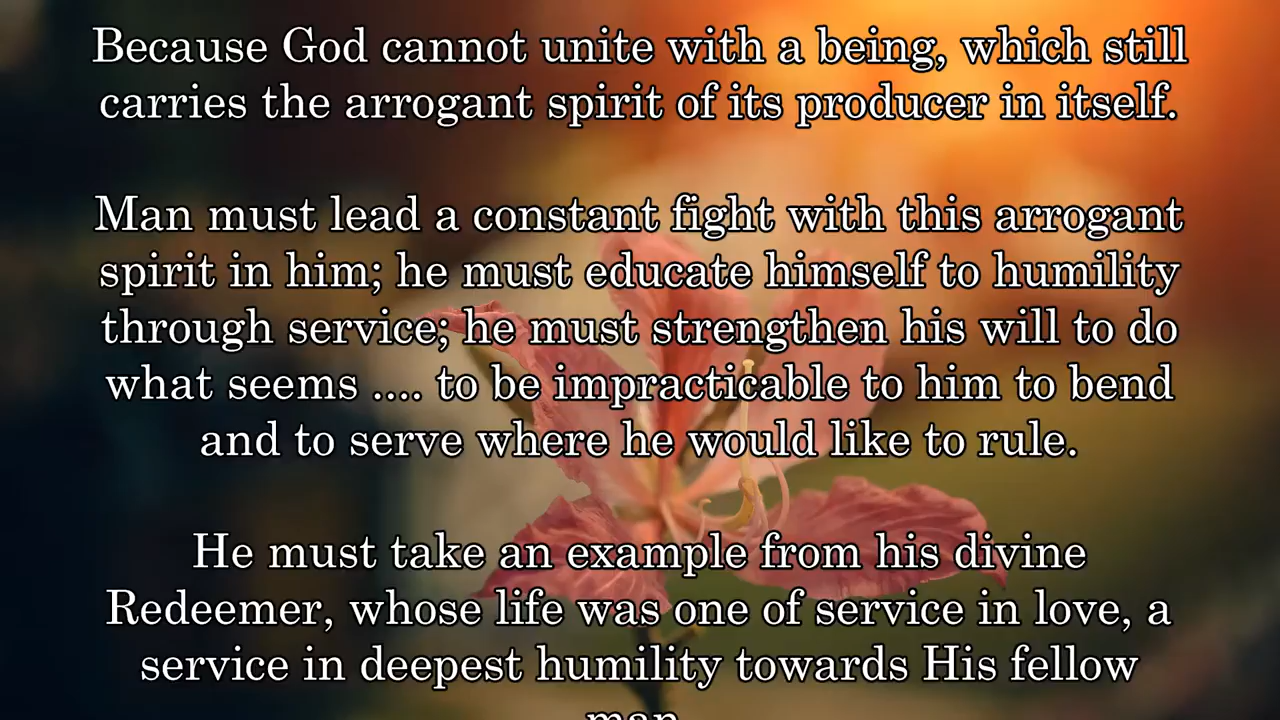 Because God cannot unite with a being, which still
carries the arrogant spirit of its producer in itself.
Man must lead a constant fight with this arrogant
spirit in him; he must educate himself to humility
through service; he must strengthen his will to do
what seems .... to be impracticable to him to bend
and to serve where he would like to rule.
He must take an example from his divine
Redeemer, whose life was one of service in love, a
service in deepest humility towards His fellow
man